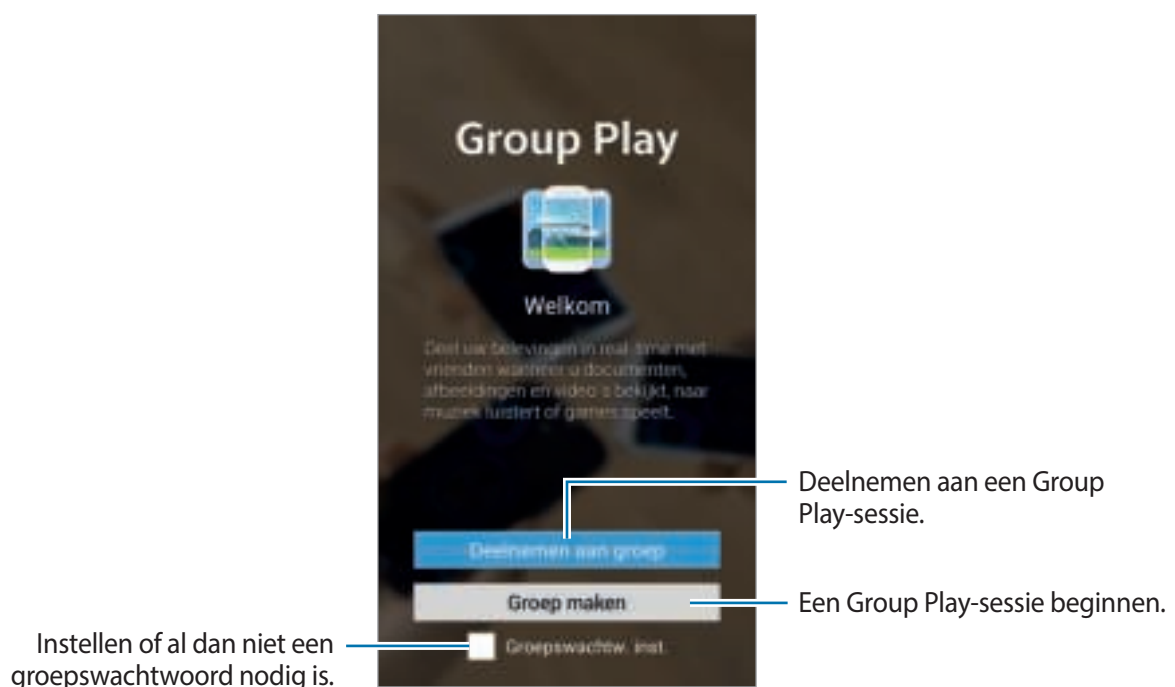 Group Play
Welkom
Deel uw belevingen in real-time met
vrienden wanneer u documenten,
afbeeldingen en video's bekijkt, naar
muziek luistert of games speelt.
Deelnemen aan een Group
Play-sessie.
Deelnemen aan groep
Groep maken
Een Group Play-sessie beginnen.
Groepswachtw. inst.
Instellen of al dan niet een
groepswachtwoord nodig is.